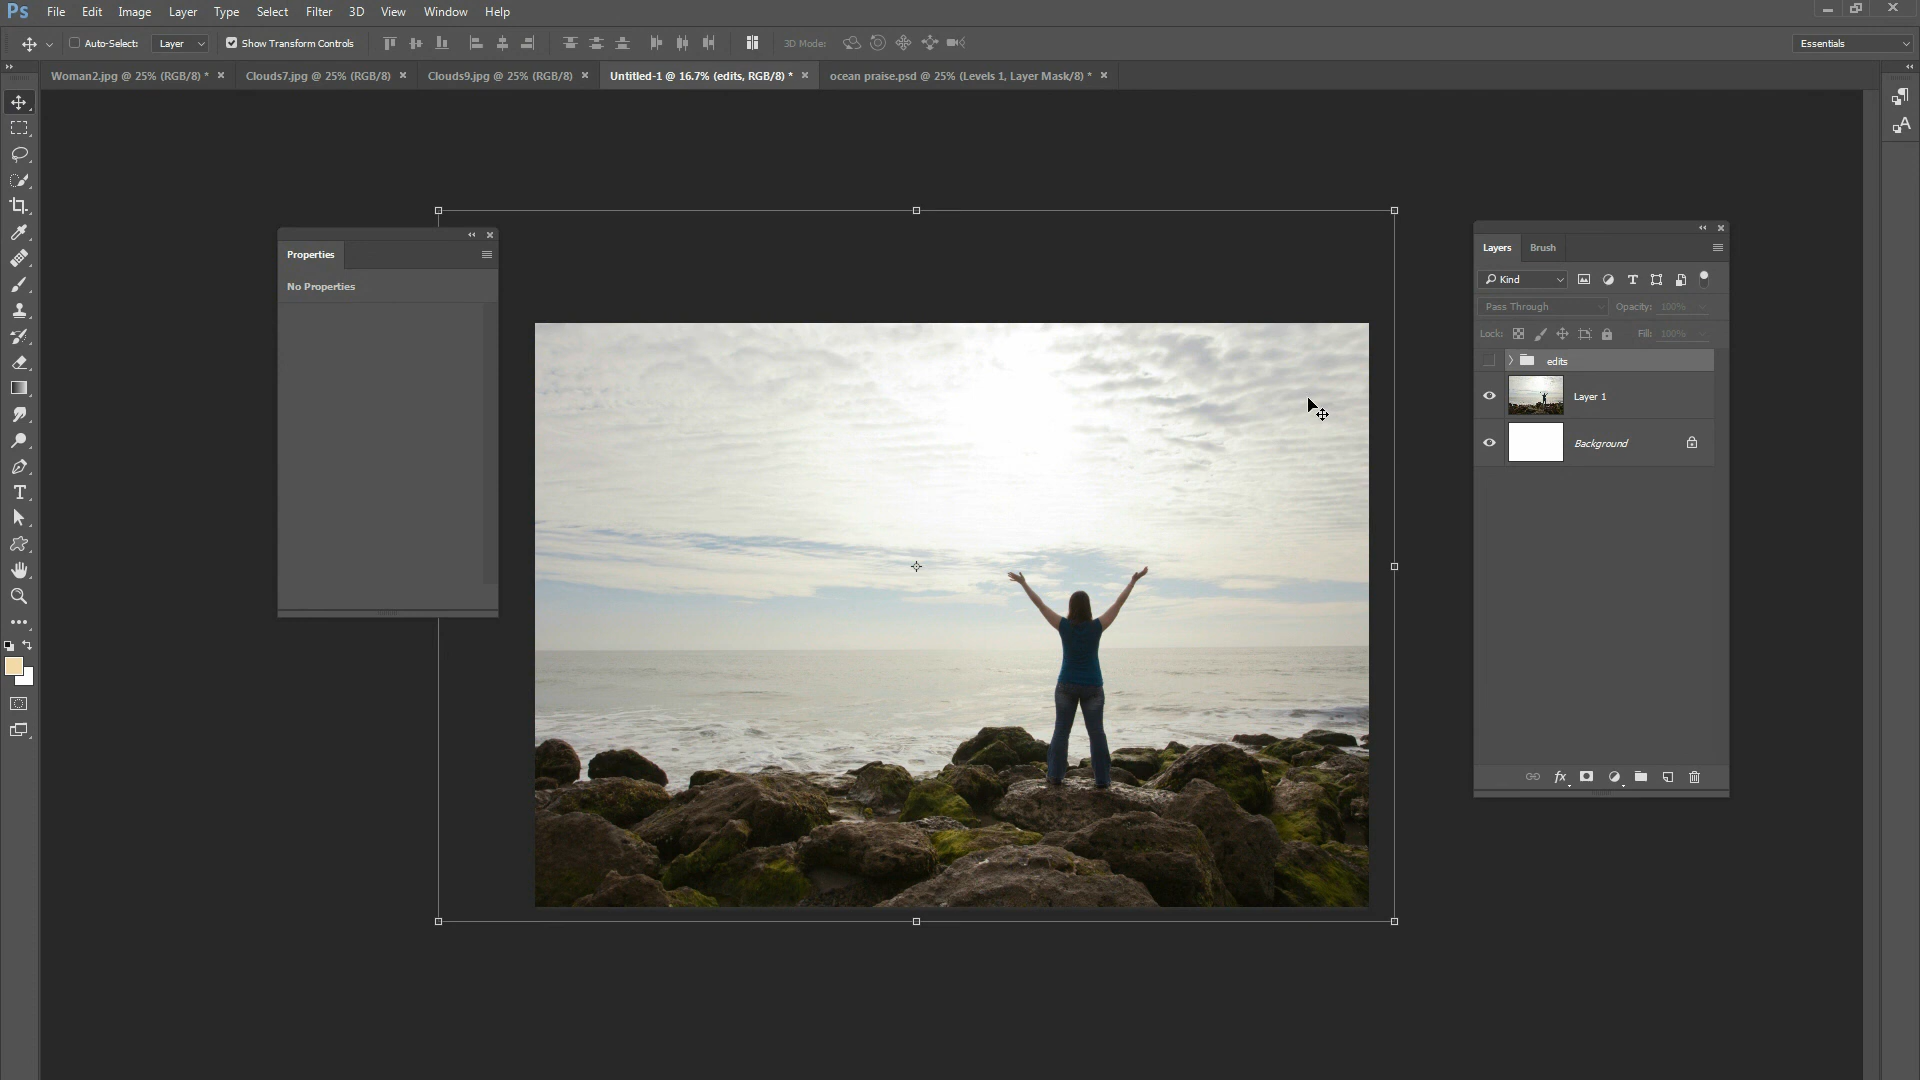 Ps File Edit Image Layer Type Select Filter 3D View Window Help
Auto-Select: Layer Show Transform Controls 3D Mode: Essentials
Woman2.jpg @ 25% (RGB/8) * Clouds7.jpg @ 25% (RGB/8) Clouds9.jpg @ 25% (RGB/8) Untitled-1 @ 16.7% (edits, RGB/8) * ocean praise.psd @ 25% (Levels 1, Layer Mask/8) *
Properties
No Properties
Layers Brush
Kind
Pass Through Opacity: 100%
Lock: Fill: 100%
edits
Layer 1
Background
fx